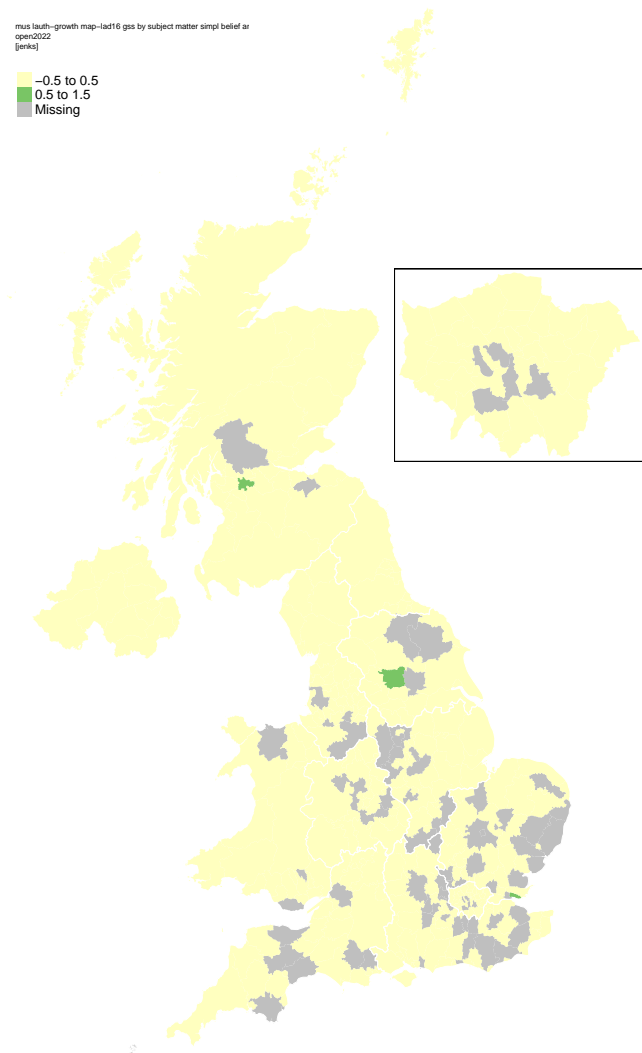 mus lauth−growth map−lad16 gss by subject matter simpl belief ar
open2022
[jenks]
−0.5 to 0.5
0.5 to 1.5
Missing